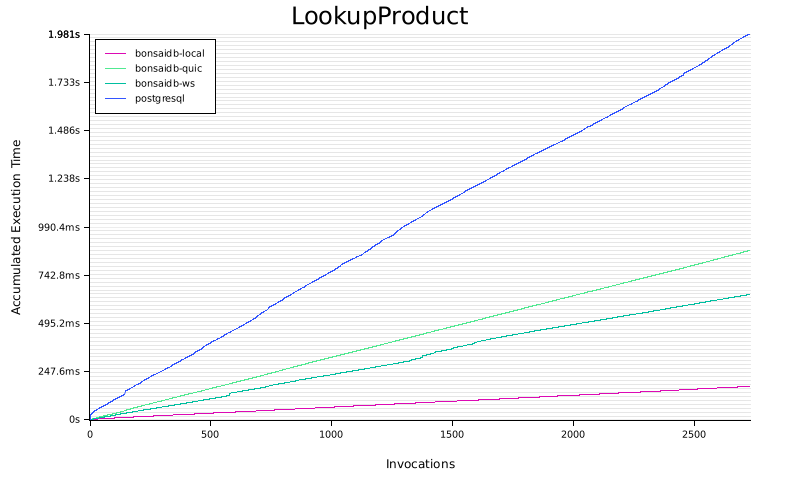 LookupProduct
1.981s
1.733s
1.486s
1.238s
990.4ms
742.8ms
495.2ms
247.6ms
0s
Accumulated Execution Time
bonsaidb-local
bonsaidb-quic
bonsaidb-ws
postgresql
0 500 1000 1500 2000 2500
Invocations